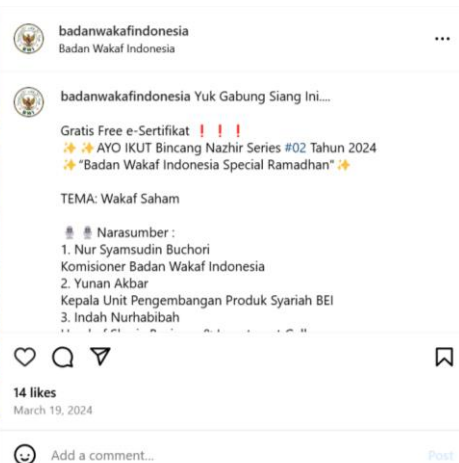 badanwakafindonesia
Badan Wakaf Indonesia
badanwakafindonesia Yuk Gabung Siang Ini....
Gratis Free e-Sertifikat ❗❗❗
✨✨AYO IKUT Bincang Nazhir Series #02 Tahun 2024
✨"Badan Wakaf Indonesia Special Ramadhan"✨
TEMA: Wakaf Saham
🎙🎙Narasumber :
1. Nur Syamsudin Buchori
Komisioner Badan Wakaf Indonesia
2. Yunan Akbar
Kepala Unit Pengembangan Produk Syariah BEI
3. Indah Nurhabibah
14 likes
March 19, 2024
Add a comment...
Post